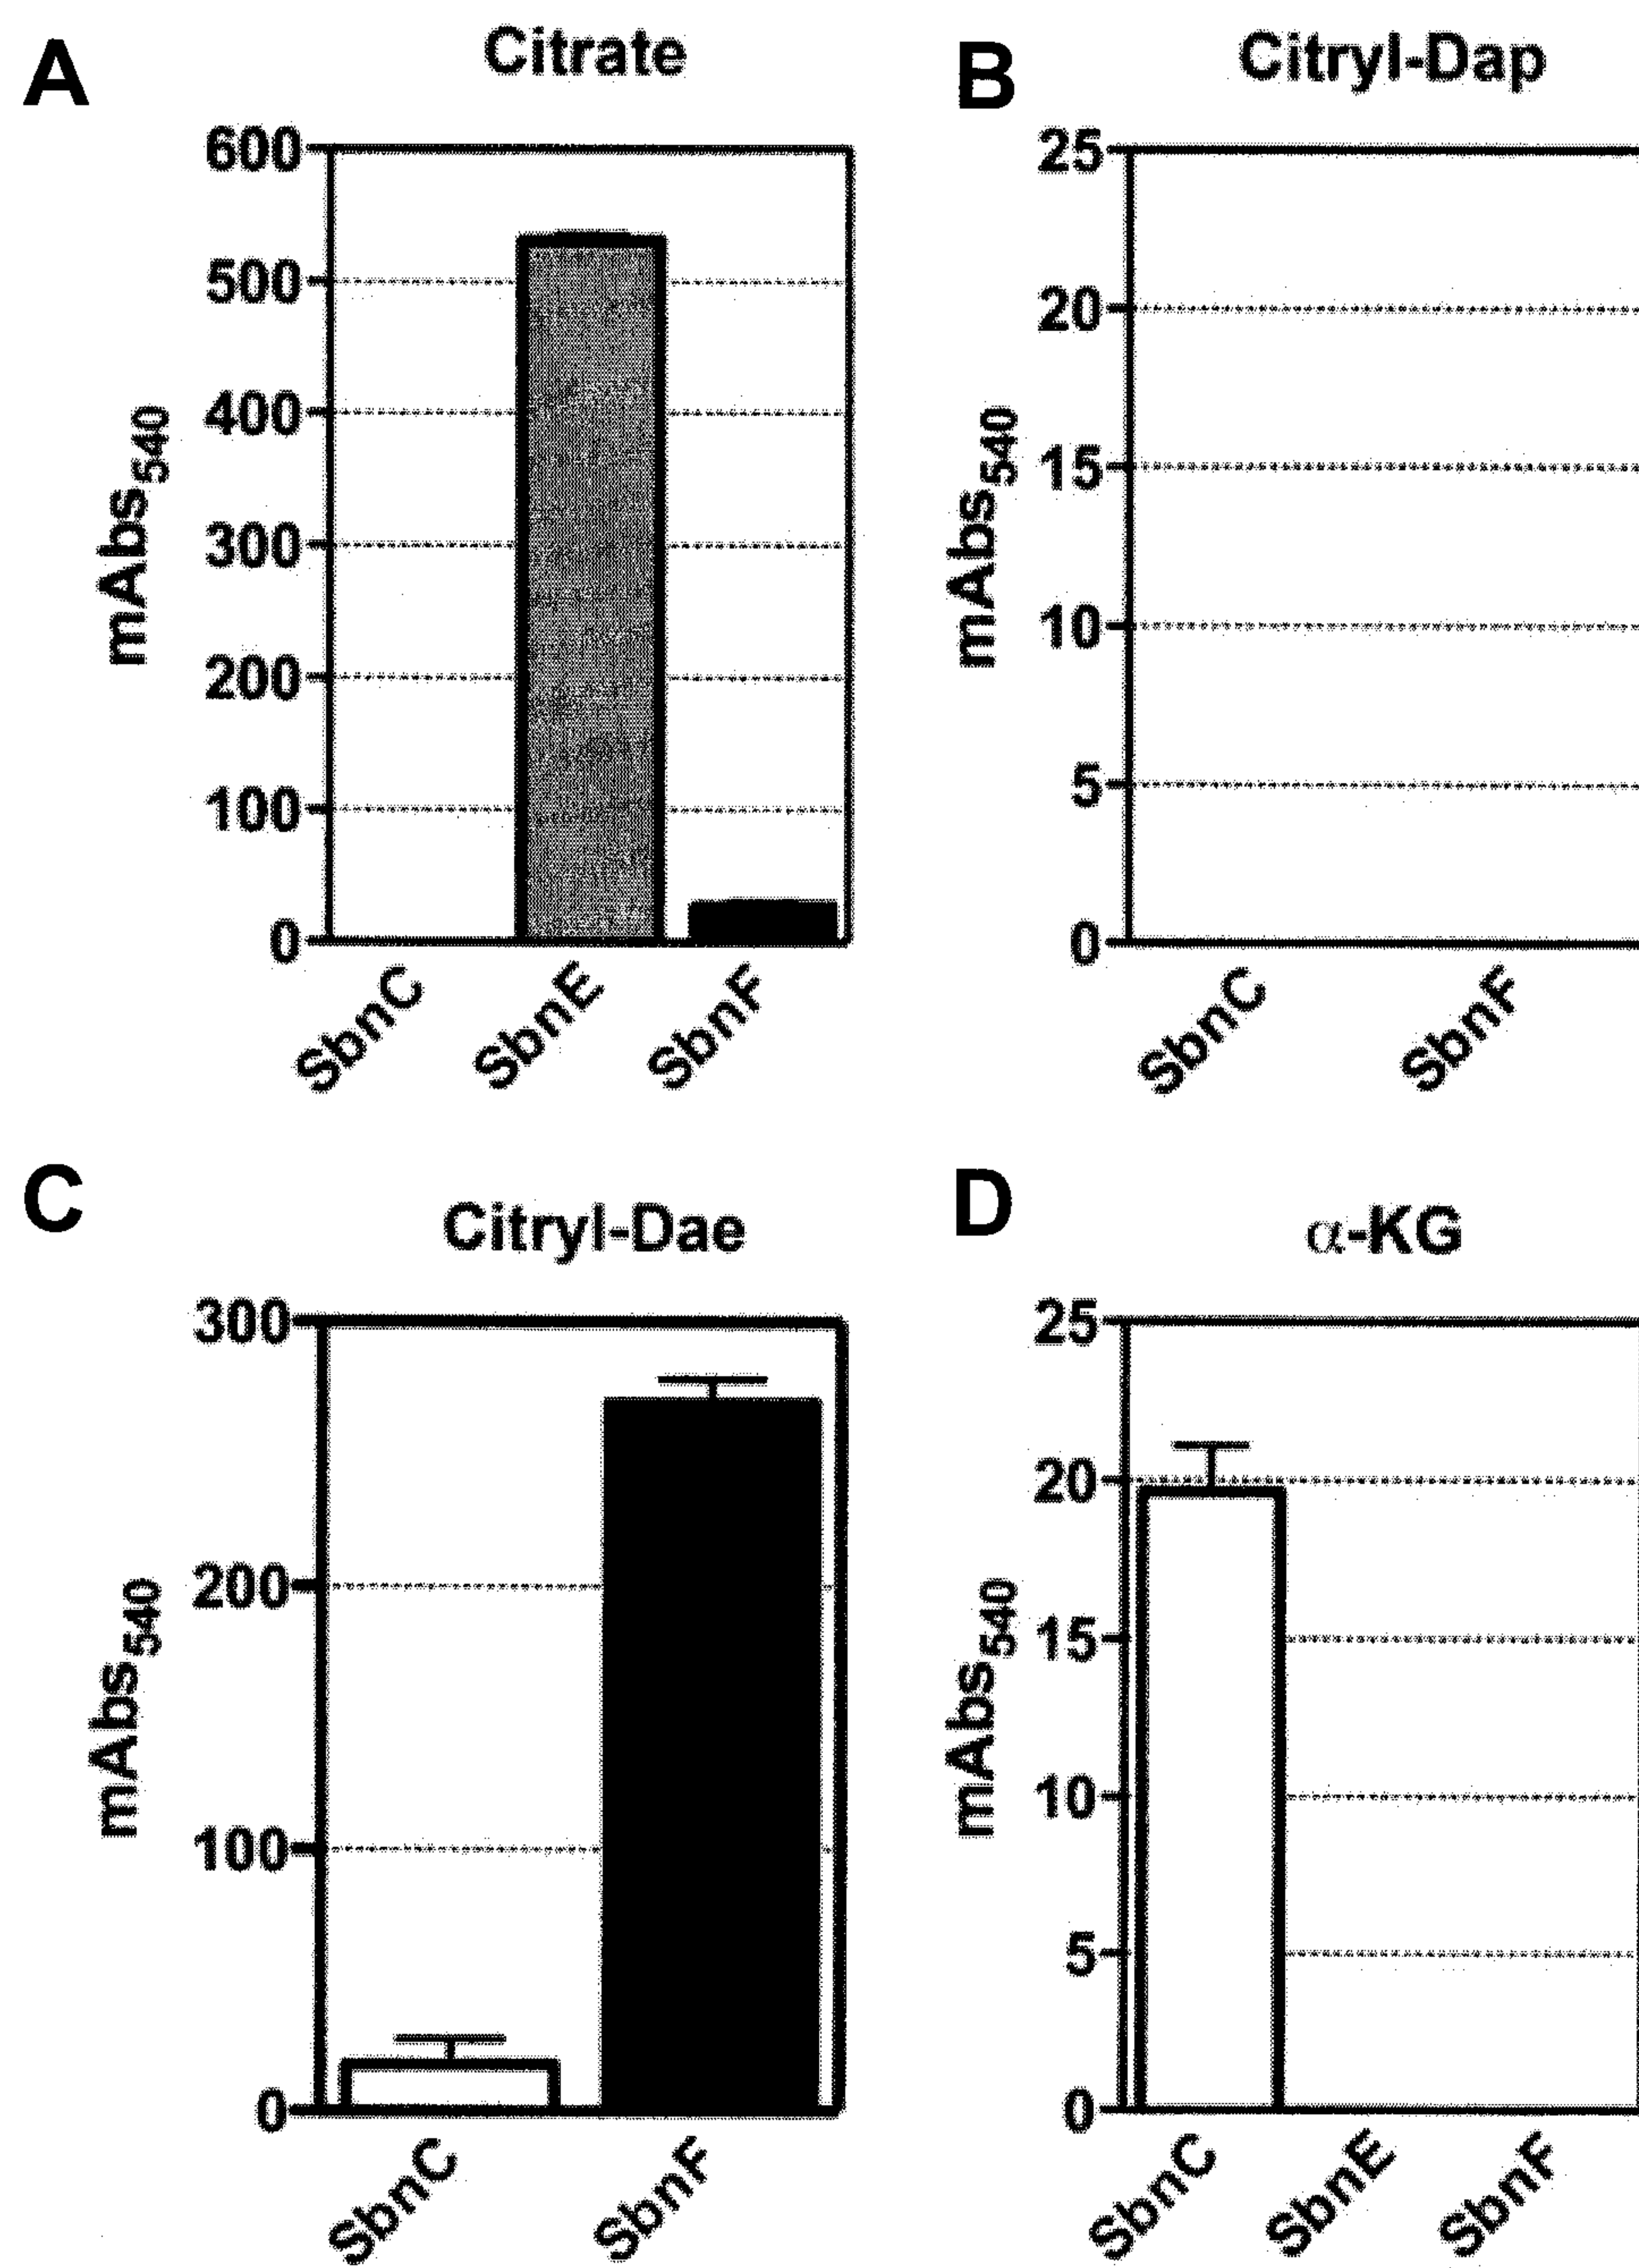 A
Citrate
600
500
400
300
200
100
0
mAbs540
SbnC
SbnE
SbnF
B
Citryl-Dap
25
20
15
10
5
0
mAbs540
SbnC
SbnF
C
Citryl-Dae
300
200
100
0
mAbs540
SbnC
SbnF
D
α-KG
25
20
15
10
5
0
mAbs540
SbnC
SbnE
SbnF